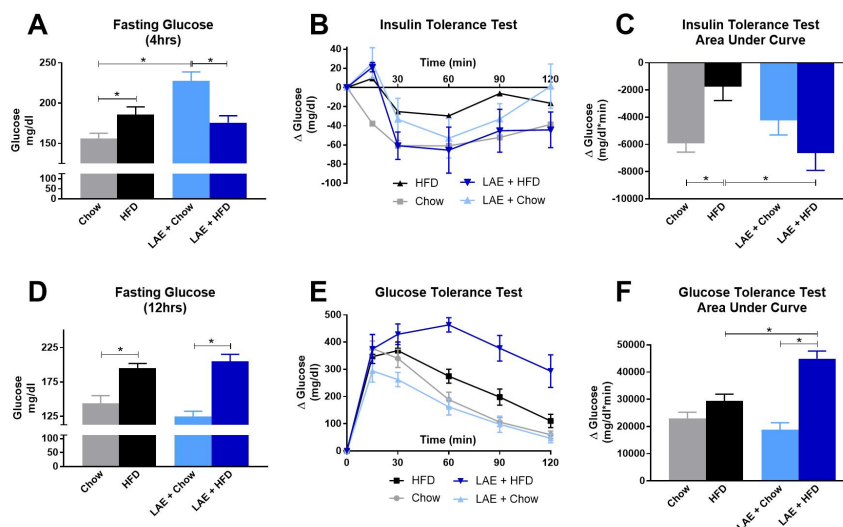 A
Fasting Glucose
(4hrs)
Glucose
mg/dl
250
200
150
100
50
0
*
*
*
Chow
HFD
LAE + Chow
LAE + HFD
B
Insulin Tolerance Test
Δ Glucose
(mg/dl)
Time (min)
40
20
0
-20
-40
-60
-80
-100
30
60
90
120
HFD
LAE + HFD
Chow
LAE + Chow
C
Insulin Tolerance Test
Area Under Curve
Δ Glucose
(mg/dl*min)
0
-2000
-4000
-6000
-8000
-10000
*
*
Chow
HFD
LAE + Chow
LAE + HFD
D
Fasting Glucose
(12hrs)
Glucose
mg/dl
225
175
125
100
50
0
*
*
Chow
HFD
LAE + Chow
LAE + HFD
E
Glucose Tolerance Test
Δ Glucose
(mg/dl)
500
400
300
200
100
0
Time (min)
0
30
60
90
120
HFD
LAE + HFD
Chow
LAE + Chow
F
Glucose Tolerance Test
Area Under Curve
Δ Glucose
(mg/dl*min)
50000
40000
30000
20000
10000
0
*
*
Chow
HFD
LAE + Chow
LAE + HFD